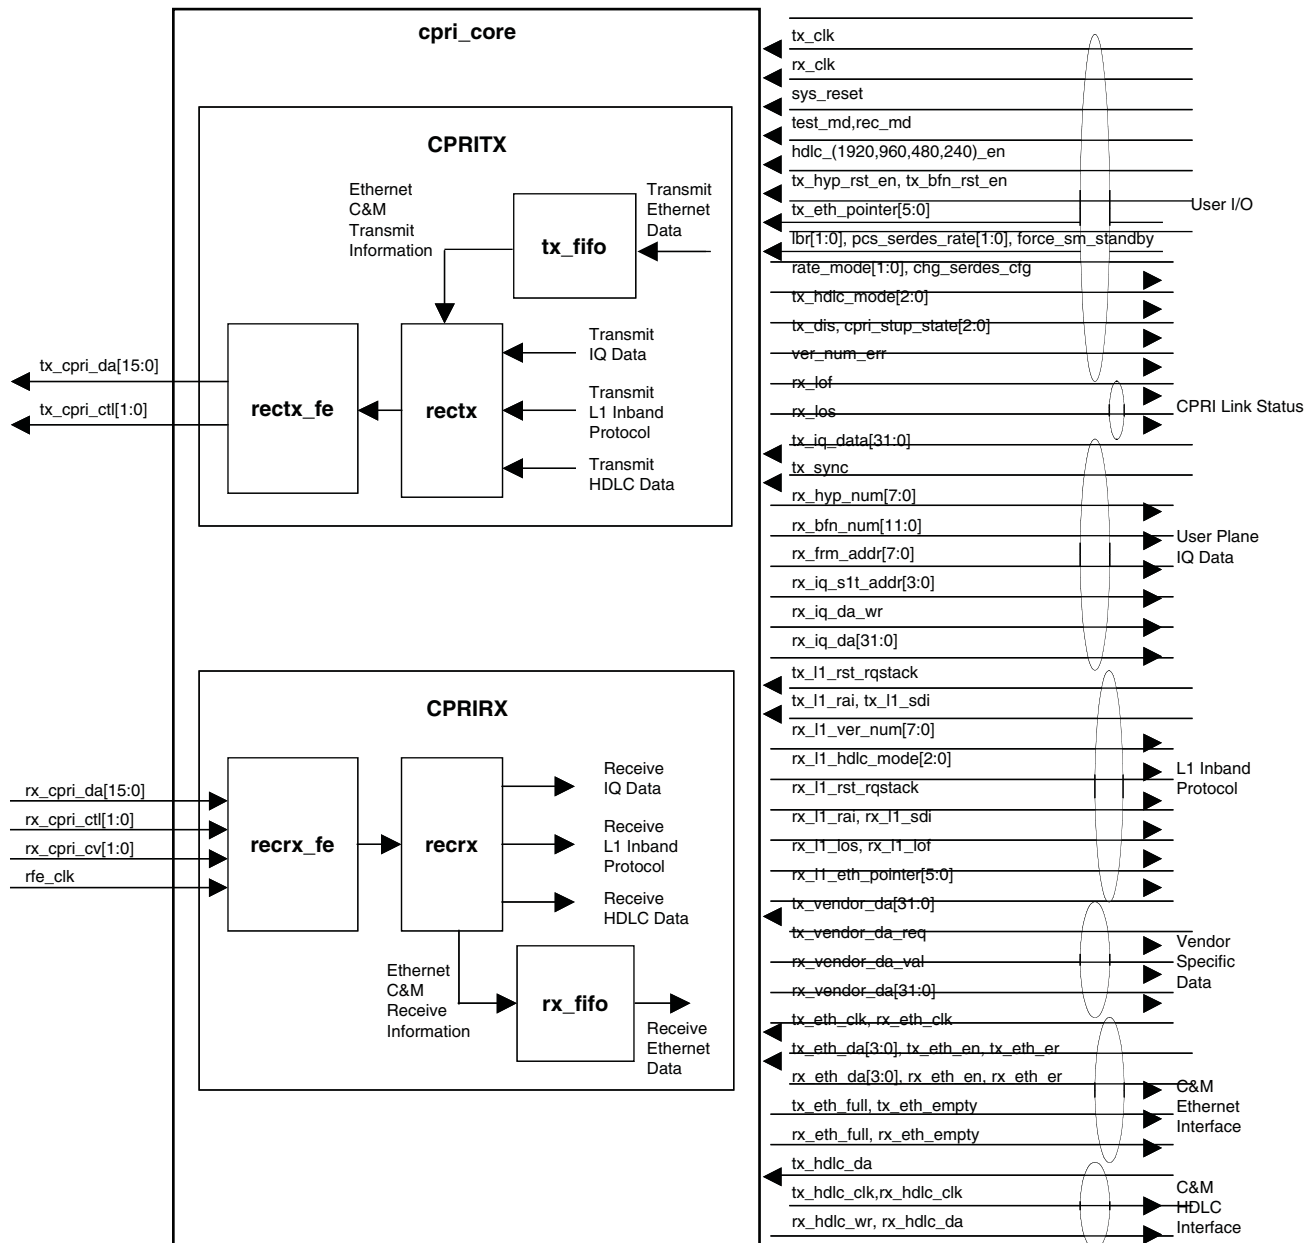 cpri_core
CPRITX
Ethernet
C&M
Transmit
Information
Transmit
Ethernet
Data
tx_fifo
Transmit
IQ Data
Transmit
L1 Inband
Protocol
Transmit
HDLC Data
rectx_fe
rectx
tx_cpri_da[15:0]
tx_cpri_ctl[1:0]
CPRIRX
rx_cpri_da[15:0]
rx_cpri_ctl[1:0]
rx_cpri_cv[1:0]
rfe_clk
recrx_fe
recrx
Receive
IQ Data
Receive
L1 Inband
Protocol
Receive
HDLC Data
Ethernet
C&M
Receive
Information
rx_fifo
Receive
Ethernet
Data
tx_clk
rx_clk
sys_reset
test_md,rec_md
hdlc_(1920,960,480,240)_en
tx_hyp_rst_en, tx_bfn_rst_en
tx_eth_pointer[5:0]
lbr[1:0], pcs_serdes_rate[1:0], force_sm_standby
rate_mode[1:0], chg_serdes_cfg
tx_hdlc_mode[2:0]
tx_dis, cpri_stup_state[2:0]
ver_num_err
User I/O
rx_lof
rx_los
CPRI Link Status
tx_iq_data[31:0]
tx_sync
rx_hyp_num[7:0]
rx_bfn_num[11:0]
rx_frm_addr[7:0]
rx_iq_s1t_addr[3:0]
rx_iq_da_wr
rx_iq_da[31:0]
User Plane
IQ Data
tx_l1_rst_rqstack
tx_l1_rai, tx_l1_sdi
rx_l1_ver_num[7:0]
rx_l1_hdlc_mode[2:0]
rx_l1_rst_rqstack
rx_l1_rai, rx_l1_sdi
rx_l1_los, rx_l1_lof
rx_l1_eth_pointer[5:0]
L1 Inband
Protocol
tx_vendor_da[31:0]
tx_vendor_da_req
rx_vendor_da_val
rx_vendor_da[31:0]
Vendor
Specific
Data
tx_eth_clk, rx_eth_clk
tx_eth_da[3:0], tx_eth_en, tx_eth_er
rx_eth_da[3:0], rx_eth_en, rx_eth_er
tx_eth_full, tx_eth_empty
rx_eth_full, rx_eth_empty
C&M
Ethernet
Interface
tx_hdlc_da
tx_hdlc_clk,rx_hdlc_clk
rx_hdlc_wr, rx_hdlc_da
C&M
HDLC
Interface